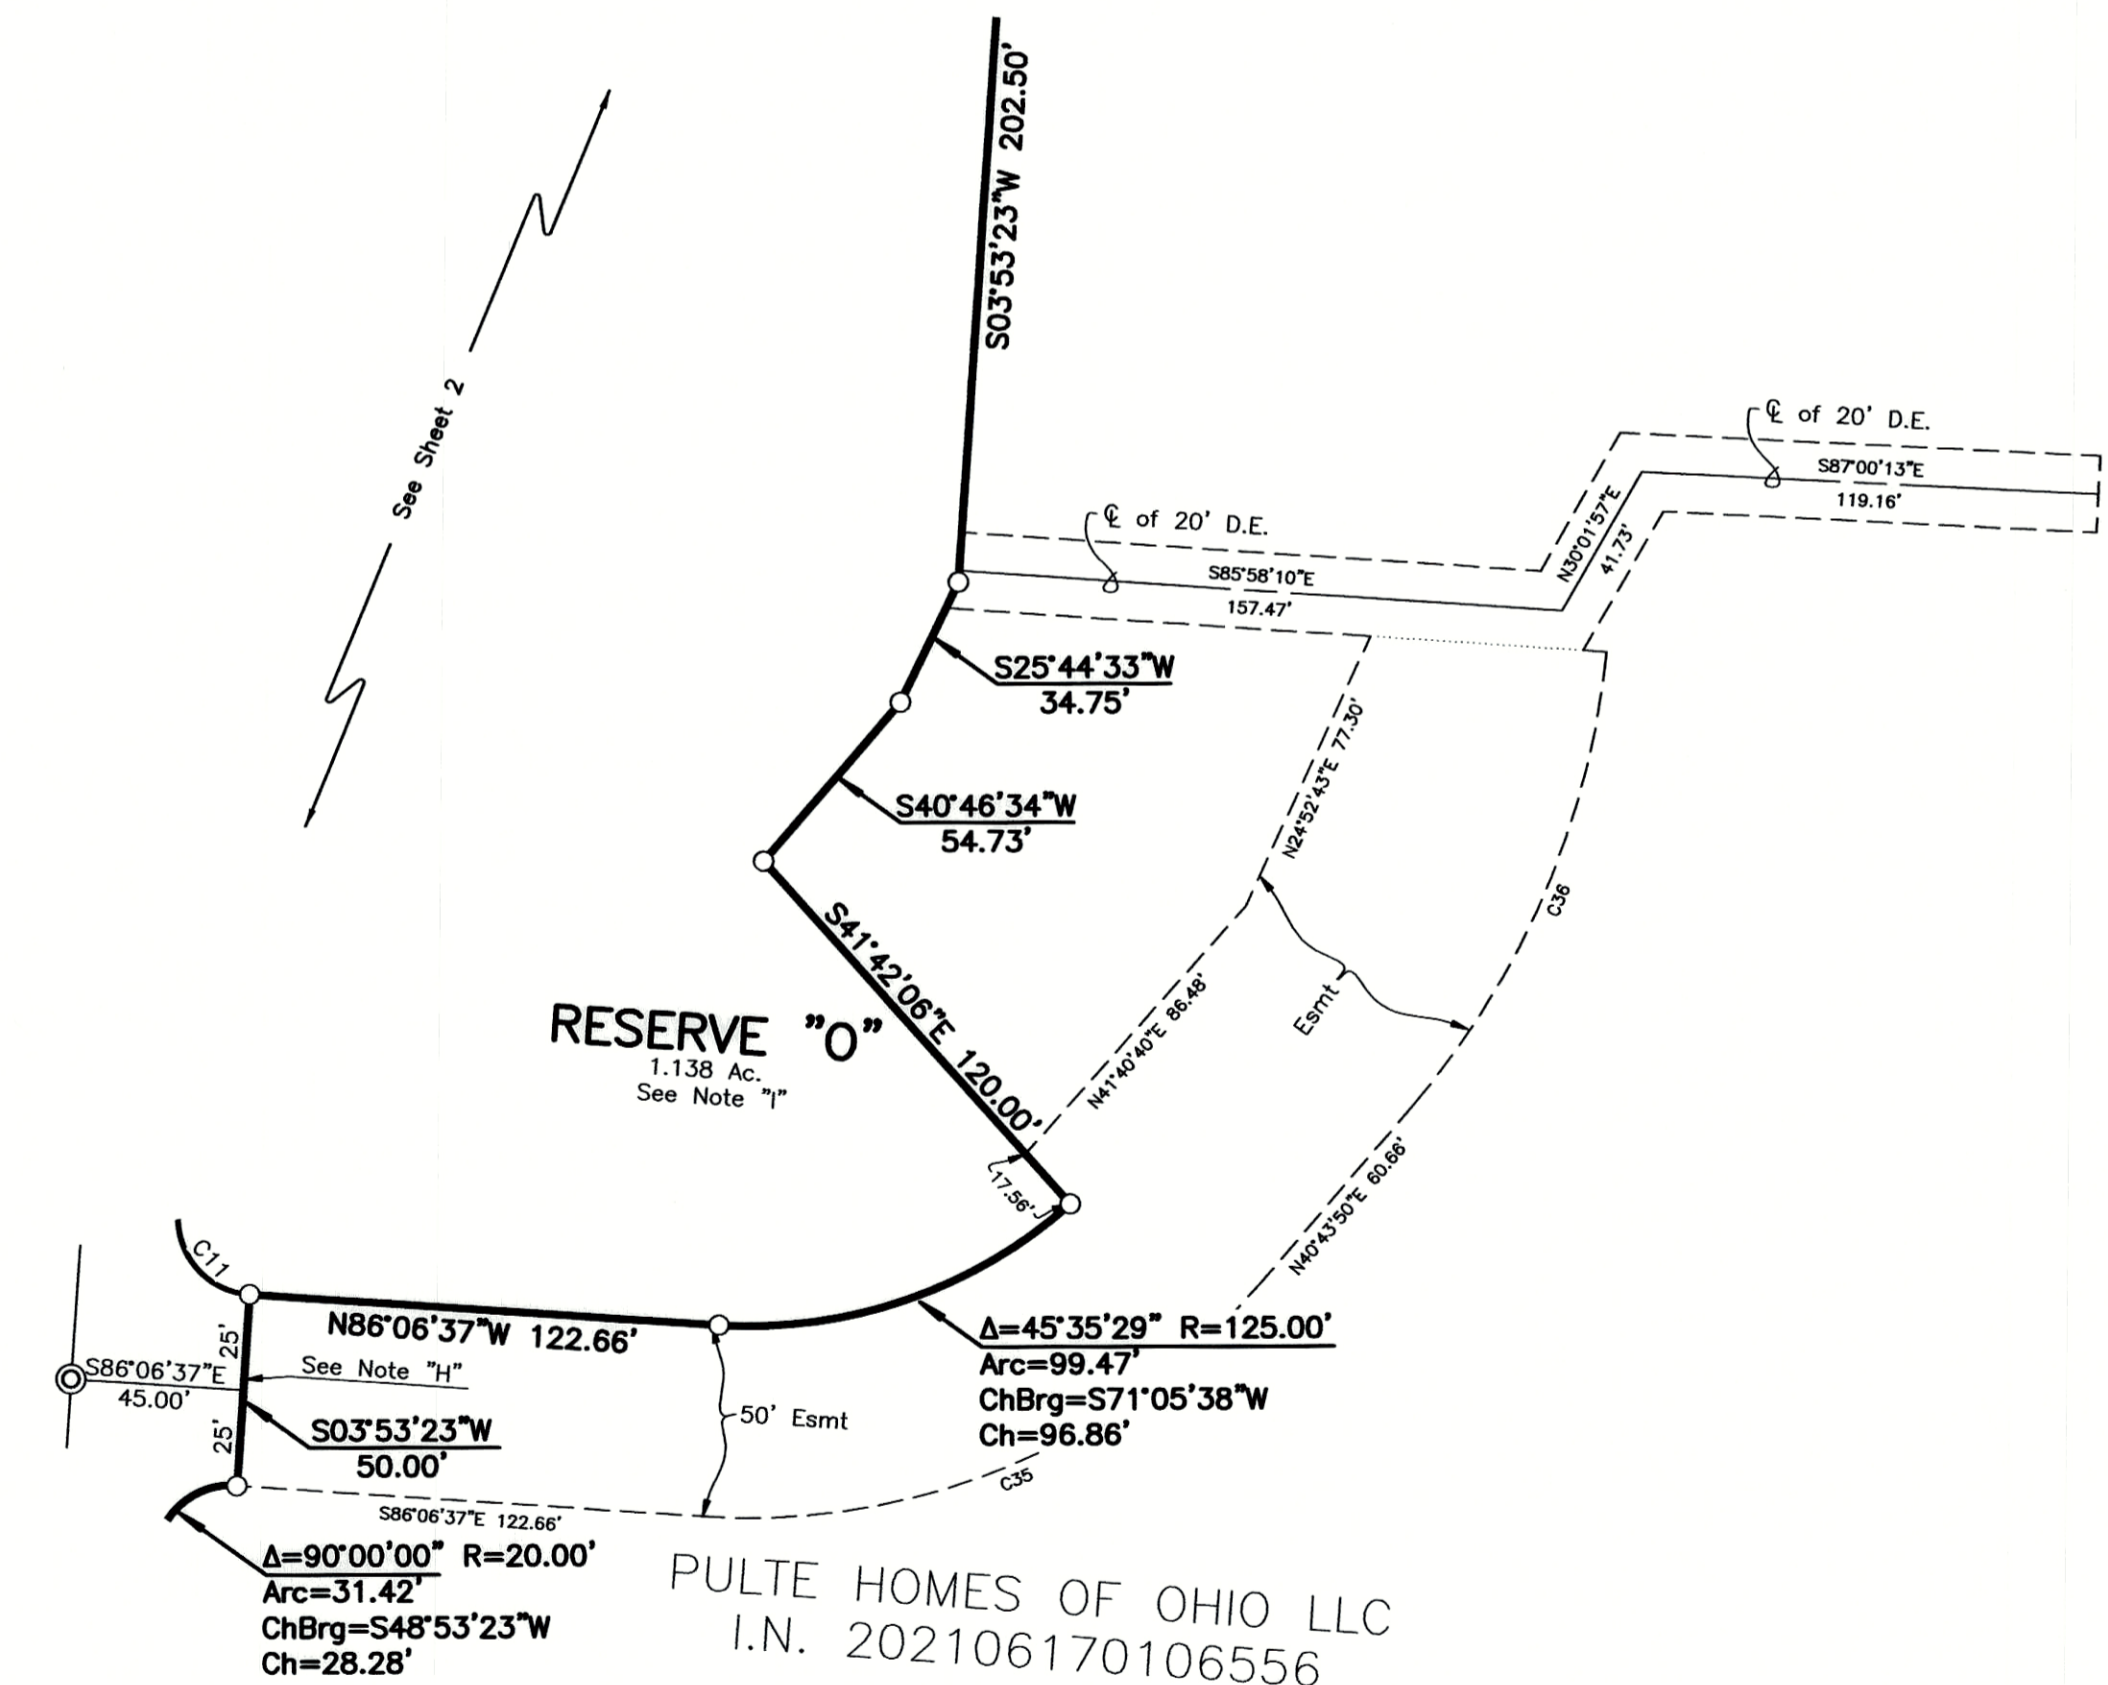 S03°53'23"W 202.50'
See Sheet 2
℄ of 20' D.E.
S87°00'13"E
119.16'
N30°01'57"E
41.73'
℄ of 20' D.E.
S85°58'10"E
157.47'
S25°44'33"W
34.75'
N24°52'43"E 77.30'
S40°46'34"W
54.73'
C36
S41°42'06"E 120.00'
N41°40'40"E 86.48'
Esmt
RESERVE "O"
1.138 Ac.
See Note "I"
17.56'
N40°43'50"E 60.66'
C11
N86°06'37"W 122.66'
25'
S86°06'37"E
45.00'
See Note "H"
25'
S03°53'23"W
50.00'
50' Esmt
Δ=45°35'29" R=125.00'
Arc=99.47'
ChBrg=S71°05'38"W
Ch=96.86'
C35
S86°06'37"E 122.66'
Δ=90°00'00" R=20.00'
Arc=31.42'
ChBrg=S48°53'23"W
Ch=28.28'
PULTE HOMES OF OHIO LLC
I.N. 202106170106556